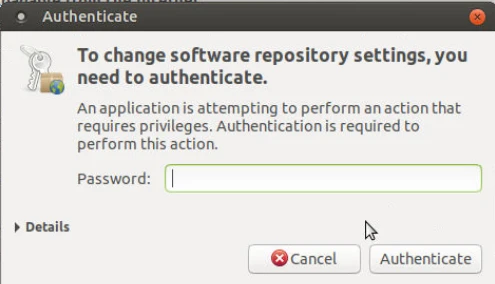 Authenticate
To change software repository settings, you
need to authenticate.
An application is attempting to perform an action that
requires privileges. Authentication is required to
perform this action.
Password:
Details
Cancel
Authenticate